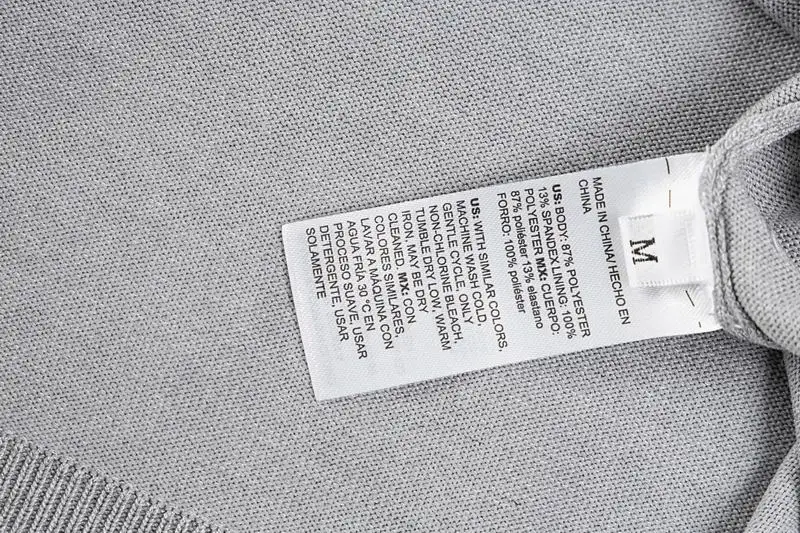 M
MADE IN CHINA/ HECHO EN
CHINA
US: BODY: 87% POLYESTER
13% SPANDEX LINING: 100%
POLYESTER MX: CUERPO:
87% poliéster 13% elastano
FORRO: 100% poliéster
US: WITH SIMILAR COLORS,
MACHINE WASH COLD,
GENTLE CYCLE, ONLY
NON-CHLORINE BLEACH,
TUMBLE DRY LOW, WARM
IRON, MAY BE DRY
CLEANED, MX: CON
COLORES SIMILARES,
LAVAR A MÁQUINA CON
AGUA FRÍA 30 °C EN
PROCESO SUAVE, USAR
DETERGENTE, USAR
SOLAMENTE